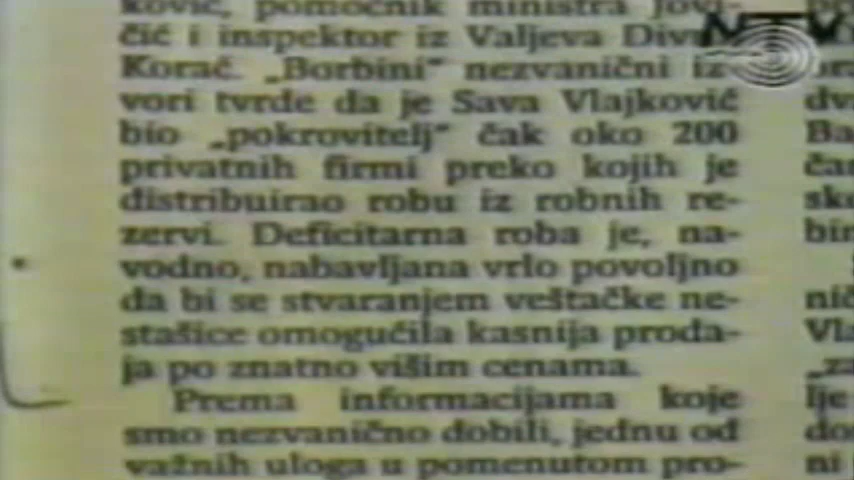 ković, pomoćnik ministra Jovi-
čić i inspektor iz Valjeva
Korać. „Borbini" nezvanični iz-
vori tvrde da je Sava Vlajković
bio „pokrovitelj" čak oko 200
privatnih firmi preko kojih je
distribuirao robu iz robnih re-
zervi. Deficitarna roba je, na-
vodno, nabavljana vrlo povoljno
da bi se stvaranjem veštačke ne-
stašice omogućila kasnija proda-
ja po znatno višim cenama.
Prema informacijama koje
smo nezvanično dobili, jednu od
važnih uloga u pomenutom pro-
NTV